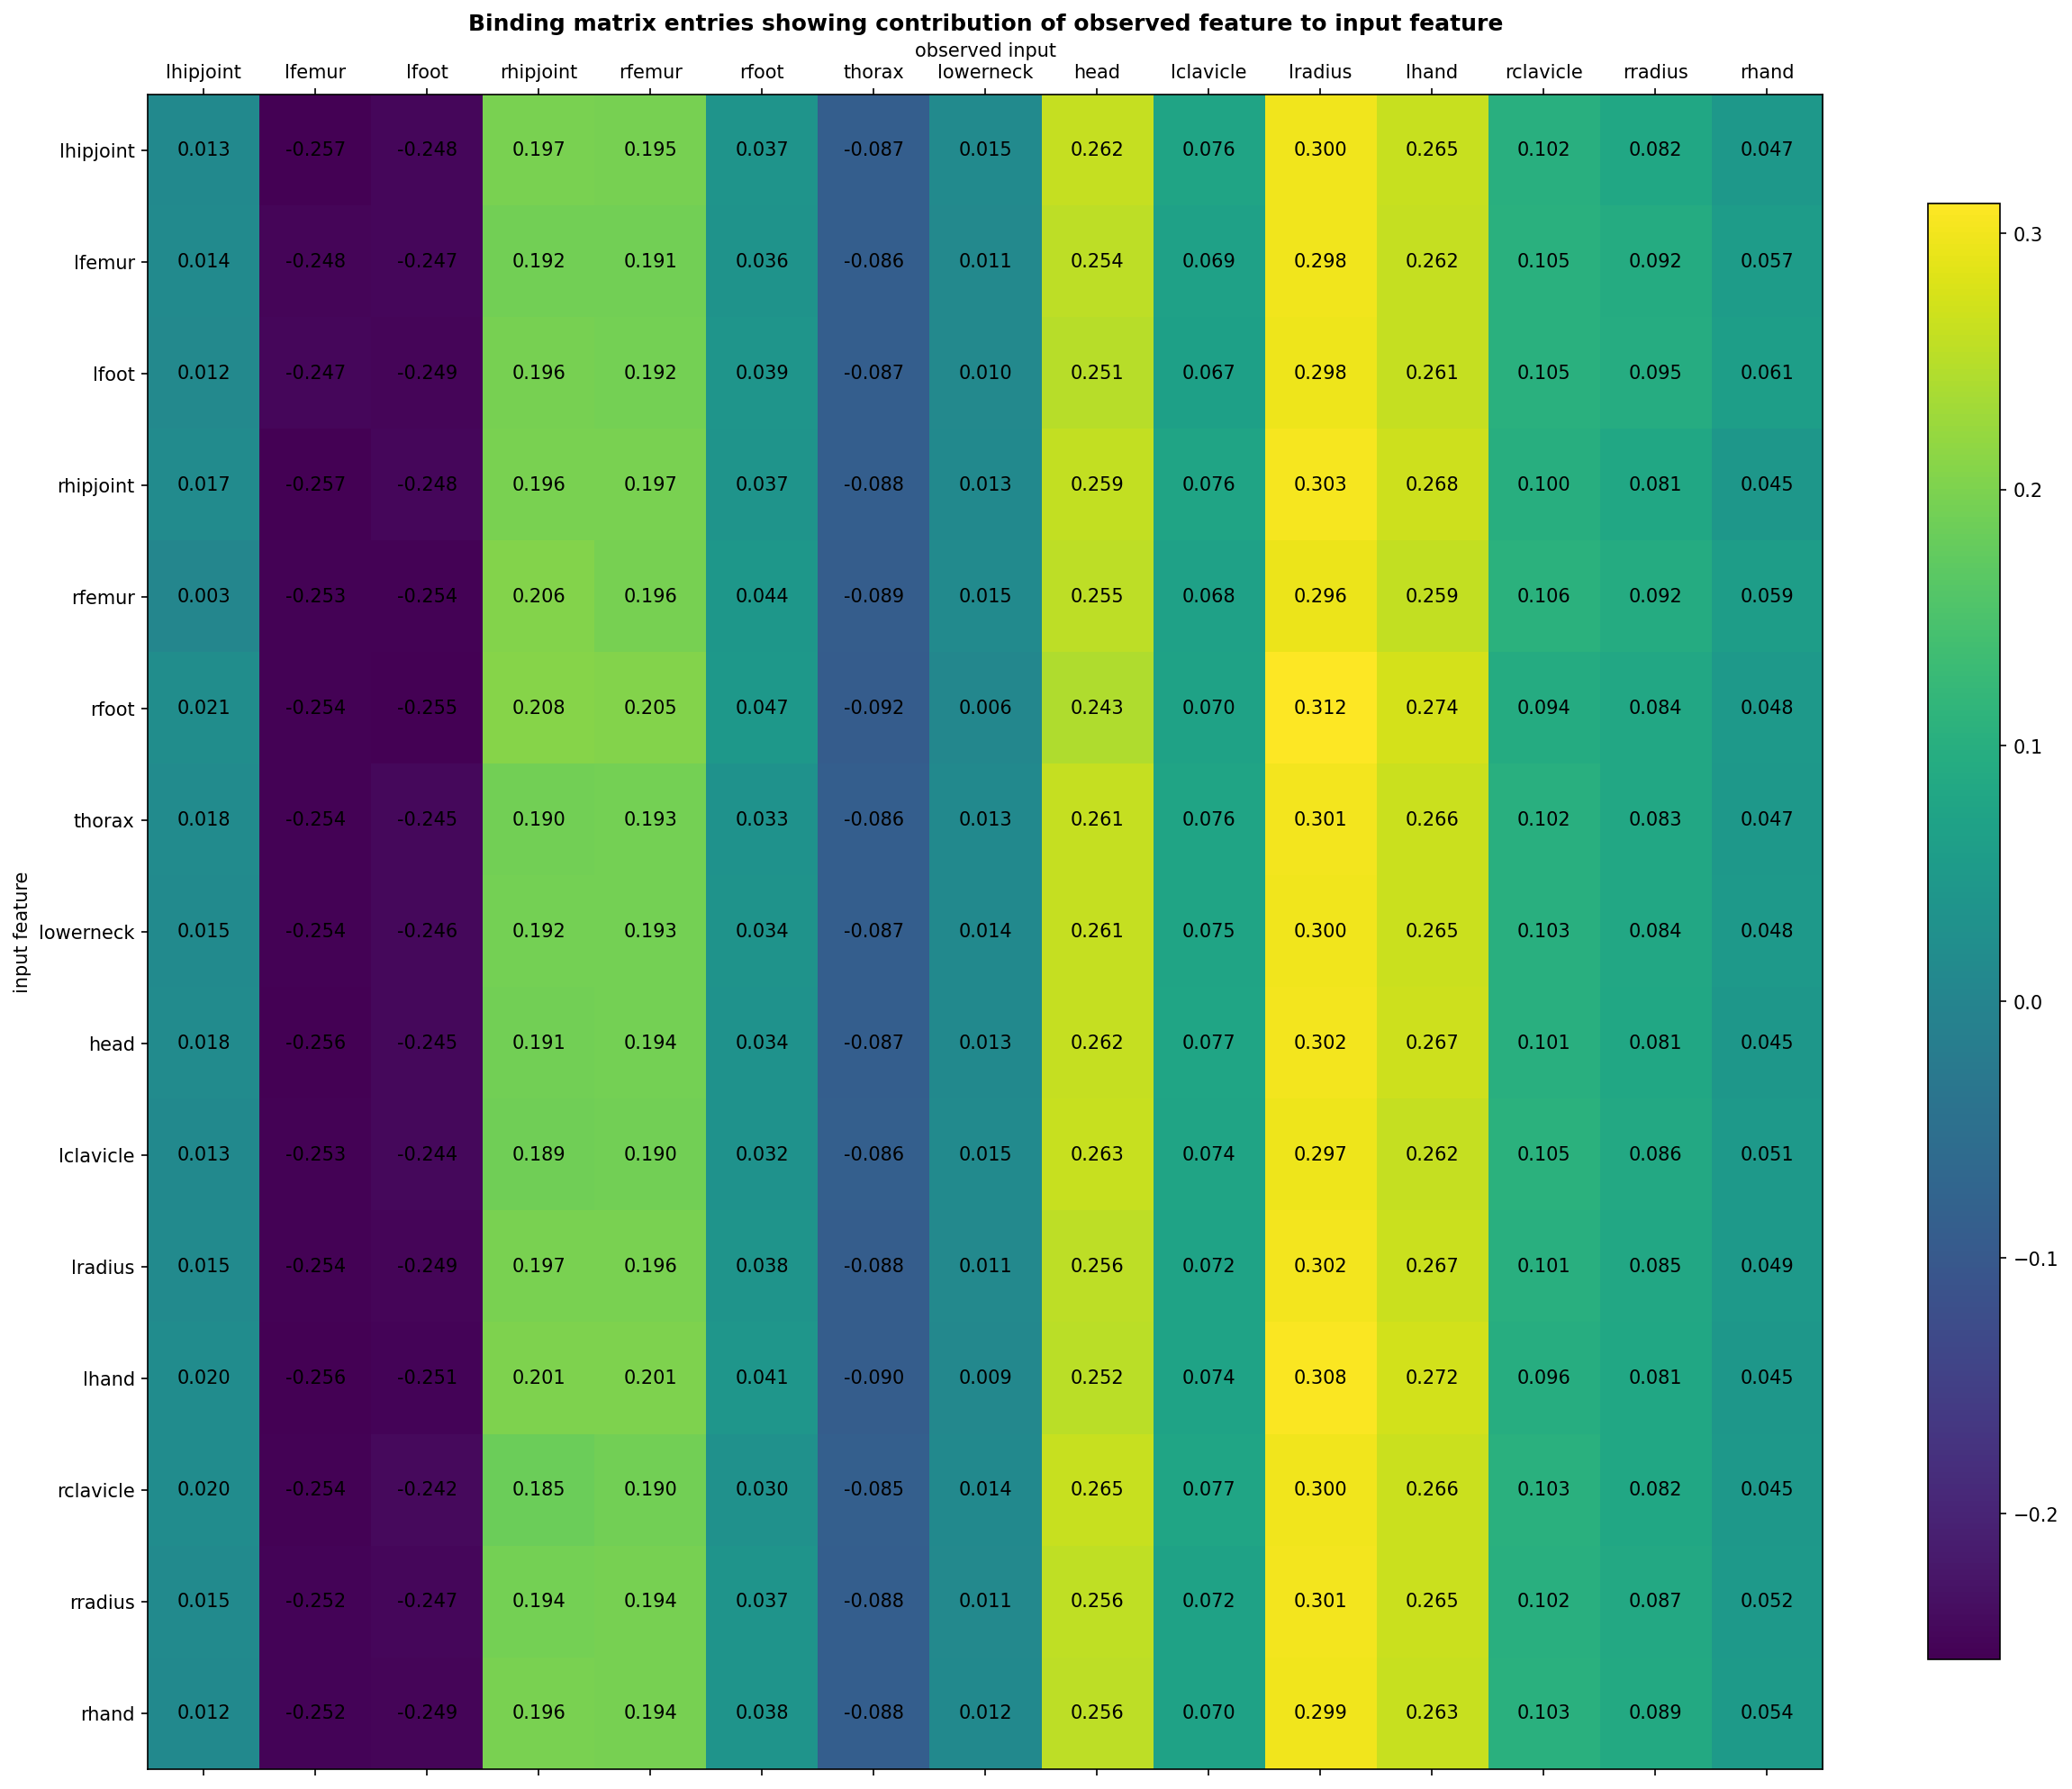 Binding matrix entries showing contribution of observed feature to input feature
observed input
lhipjoint lfemur lfoot rhipjoint rfemur rfoot thorax lowerneck head lclavicle lradius lhand rclavicle rradius rhand
lhipjoint 0.013 -0.257 -0.248 0.197 0.195 0.037 -0.087 0.015 0.262 0.076 0.300 0.265 0.102 0.082 0.047
lfemur 0.014 -0.248 -0.247 0.192 0.191 0.036 -0.086 0.011 0.254 0.069 0.298 0.262 0.105 0.092 0.057
lfoot 0.012 -0.247 -0.249 0.196 0.192 0.039 -0.087 0.010 0.251 0.067 0.298 0.261 0.105 0.095 0.061
rhipjoint 0.017 -0.257 -0.248 0.196 0.197 0.037 -0.088 0.013 0.259 0.076 0.303 0.268 0.100 0.081 0.045
rfemur 0.003 -0.253 -0.254 0.206 0.196 0.044 -0.089 0.015 0.255 0.068 0.296 0.259 0.106 0.092 0.059
rfoot 0.021 -0.254 -0.255 0.208 0.205 0.047 -0.092 0.006 0.243 0.070 0.312 0.274 0.094 0.084 0.048
thorax 0.018 -0.254 -0.245 0.190 0.193 0.033 -0.086 0.013 0.261 0.076 0.301 0.266 0.102 0.083 0.047
lowerneck 0.015 -0.254 -0.246 0.192 0.193 0.034 -0.087 0.014 0.261 0.075 0.300 0.265 0.103 0.084 0.048
head 0.018 -0.256 -0.245 0.191 0.194 0.034 -0.087 0.013 0.262 0.077 0.302 0.267 0.101 0.081 0.045
lclavicle 0.013 -0.253 -0.244 0.189 0.190 0.032 -0.086 0.015 0.263 0.074 0.297 0.262 0.105 0.086 0.051
lradius 0.015 -0.254 -0.249 0.197 0.196 0.038 -0.088 0.011 0.256 0.072 0.302 0.267 0.101 0.085 0.049
lhand 0.020 -0.256 -0.251 0.201 0.201 0.041 -0.090 0.009 0.252 0.074 0.308 0.272 0.096 0.081 0.045
rclavicle 0.020 -0.254 -0.242 0.185 0.190 0.030 -0.085 0.014 0.265 0.077 0.300 0.266 0.103 0.082 0.045
rradius 0.015 -0.252 -0.247 0.194 0.194 0.037 -0.088 0.011 0.256 0.072 0.301 0.265 0.102 0.087 0.052
rhand 0.012 -0.252 -0.249 0.196 0.194 0.038 -0.088 0.012 0.256 0.070 0.299 0.263 0.103 0.089 0.054
input feature
0.3
0.2
0.1
0.0
−0.1
−0.2